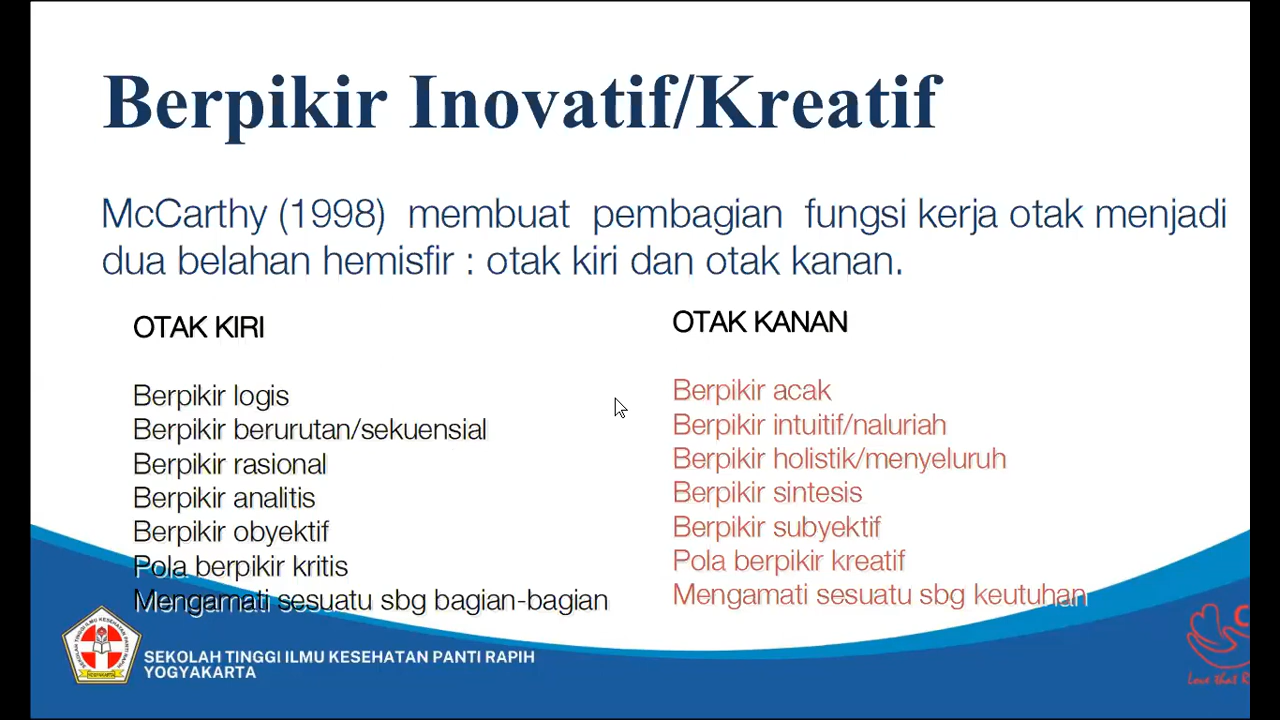 Berpikir Inovatif/Kreatif
McCarthy (1998) membuat pembagian fungsi kerja otak menjadi
dua belahan hemisfir : otak kiri dan otak kanan.
OTAK KIRI
Berpikir logis
Berpikir berurutan/sekuensial
Berpikir rasional
Berpikir analitis
Berpikir obyektif
Pola berpikir kritis
Mengamati sesuatu sbg bagian-bagian
OTAK KANAN
Berpikir acak
Berpikir intuitif/naluriah
Berpikir holistik/menyeluruh
Berpikir sintesis
Berpikir subyektif
Pola berpikir kreatif
Mengamati sesuatu sbg keutuhan
SEKOLAH TINGGI ILMU KESEHATAN PANTI RAPIH
YOGYAKARTA
Love that R